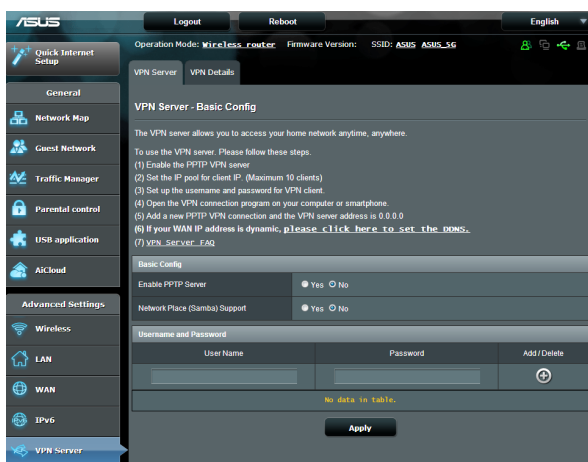 ASUS
Logout
Reboot
English
Operation Mode: Wireless router Firmware Version: SSID: ASUS ASUS_5G
Quick Internet
Setup
General
Network Map
Guest Network
Traffic Manager
Parental control
USB application
AiCloud
Advanced Settings
Wireless
LAN
WAN
IPv6
VPN Server
VPN Server
VPN Details
VPN Server - Basic Config
The VPN server allows you to access your home network anytime, anywhere.
To use the VPN server. Please follow these steps.
(1) Enable the PPTP VPN server
(2) Set the IP pool for client IP. (Maximum 10 clients)
(3) Set up the username and password for VPN client.
(4) Open the VPN connection program on your computer or smartphone.
(5) Add a new PPTP VPN connection and the VPN server address is 0.0.0.0
(6) If your WAN IP address is dynamic, please click here to set the DDNS.
(7) VPN Server FAQ
Basic Config
Enable PPTP Server Yes No
Network Place (Samba) Support Yes No
Username and Password
User Name Password Add / Delete
No data in table.
Apply